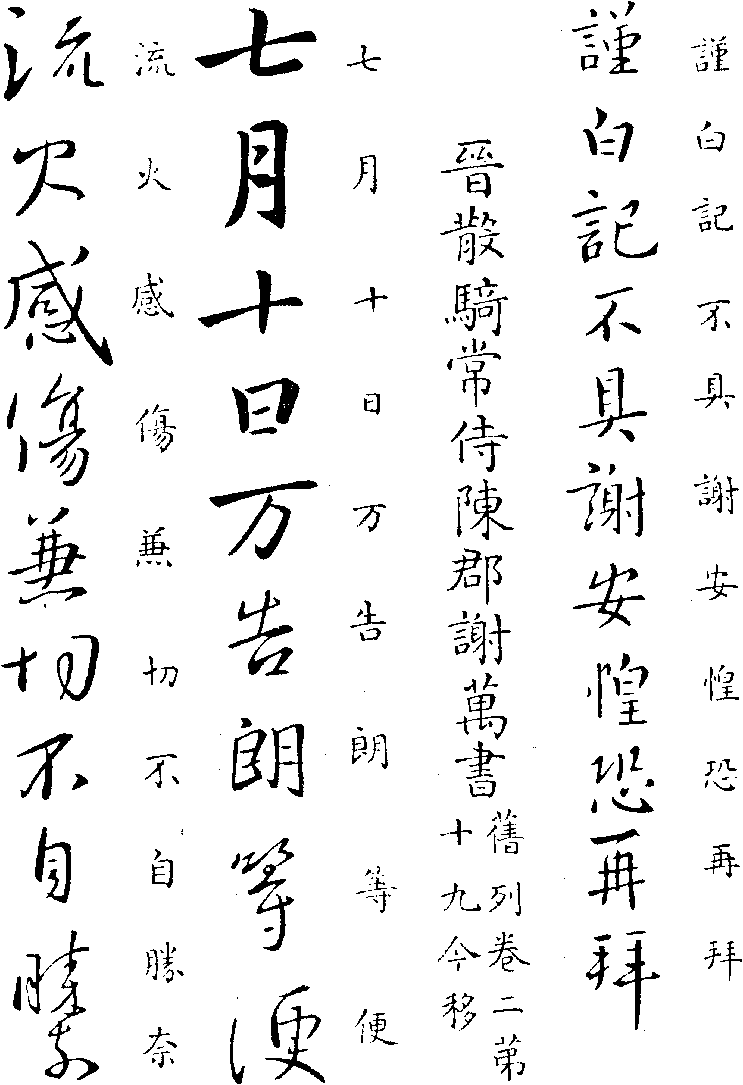 謹白記不具謝安惶恐再拜
謹白記不具謝安惶恐再拜
晉散騎常侍陳郡謝萬書
舊列卷二第
十九今移
七月十日万告朗等便
七月十日万告朗等便
流火感傷兼切不自勝奈
流火感傷兼切不自勝奈